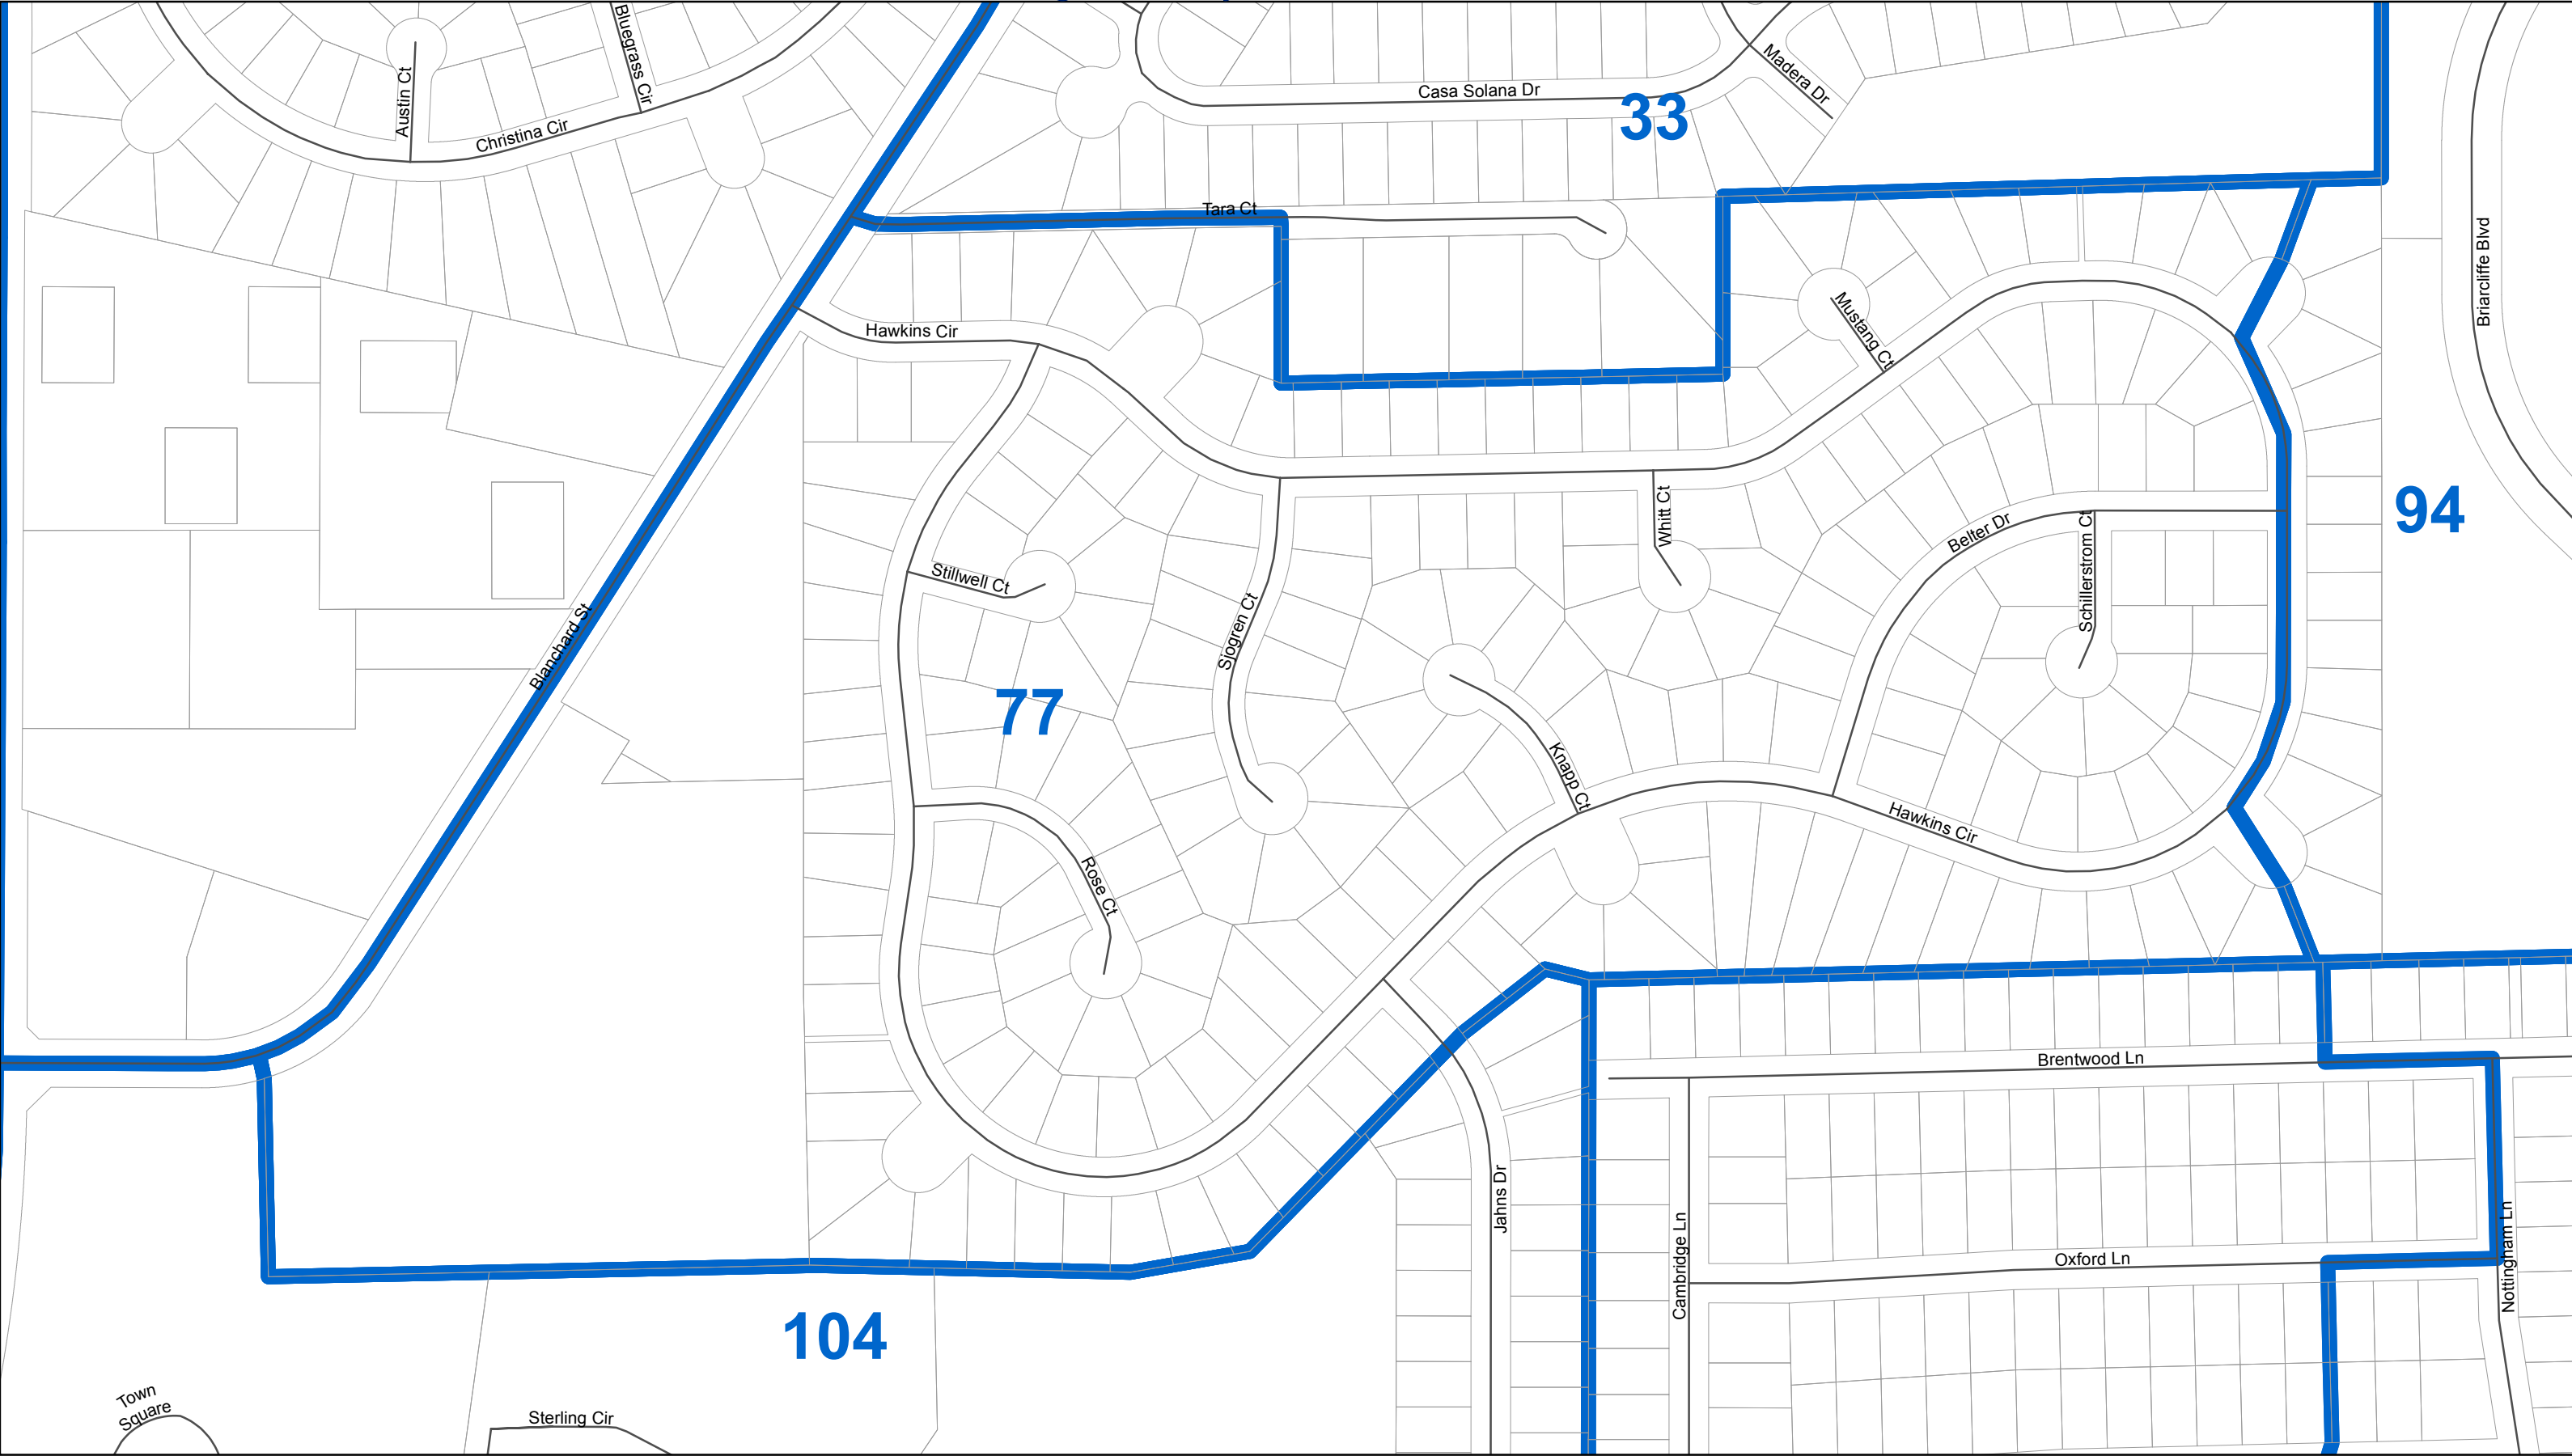 Bluegrass Cir
Austin Ct
Christina Cir
Madera Dr
Casa Solana Dr
33
Tara Ct
Briarcliffe Blvd
Hawkins Cir
Mustang Ct
94
Whitt Ct
Belter Dr
Schillerstrom Ct
Stillwell Ct
Sjogren Ct
Blanchard St
77
Knapp Ct
Hawkins Cir
Rose Ct
Brentwood Ln
Jahns Dr
Cambridge Ln
Oxford Ln
Nottingham Ln
104
Town
Square
Sterling Cir